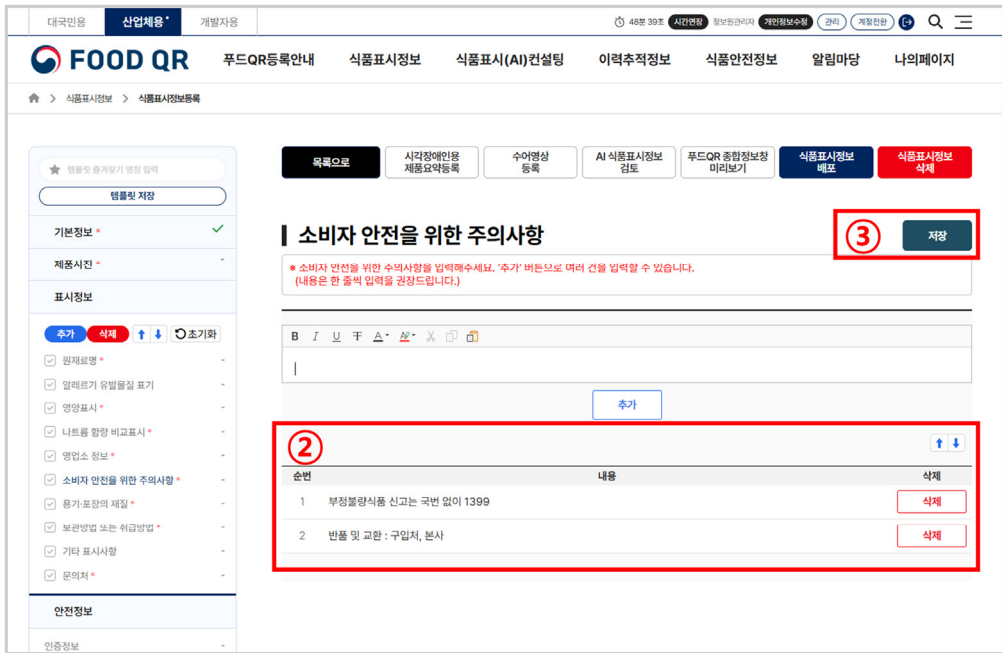 대국민용 산업체용 개발자용
48분 39초 시간연장 정보원관리자 개인정보수정 관리 계정전환
FOOD QR 푸드QR등록안내 식품표시정보 식품표시(AI)컨설팅 이력추적정보 식품안전정보 알림마당 나의페이지
> 식품표시정보 > 식품표시정보등록
템플릿 즐겨찾기 명칭 입력
템플릿 저장
기본정보 *
제품사진 * -
표시정보
추가 삭제 초기화
원재료명 * -
알레르기 유발물질 표기 -
영양표시 * -
나트륨 함량 비교표시 * -
영업소 정보 * -
소비자 안전을 위한 주의사항 * -
용기·포장의 재질 * -
보관방법 또는 취급방법 * -
기타 표시사항 -
문의처 * -
안전정보
인증정보 -
목록으로
시각장애인용
제품요약등록
수어영상
등록
AI 식품표시정보
검토
푸드QR 종합정보창
미리보기
식품표시정보
배포
식품표시정보
삭제
소비자 안전을 위한 주의사항
③ 저장
* 소비자 안전을 위한 주의사항을 입력해주세요. '추가' 버튼으로 여러 건을 입력할 수 있습니다.
(내용은 한 줄씩 입력을 권장드립니다.)
B I U T A
추가
②
순번 내용 삭제
1 부정불량식품 신고는 국번 없이 1399 삭제
2 반품 및 교환 : 구입처, 본사 삭제